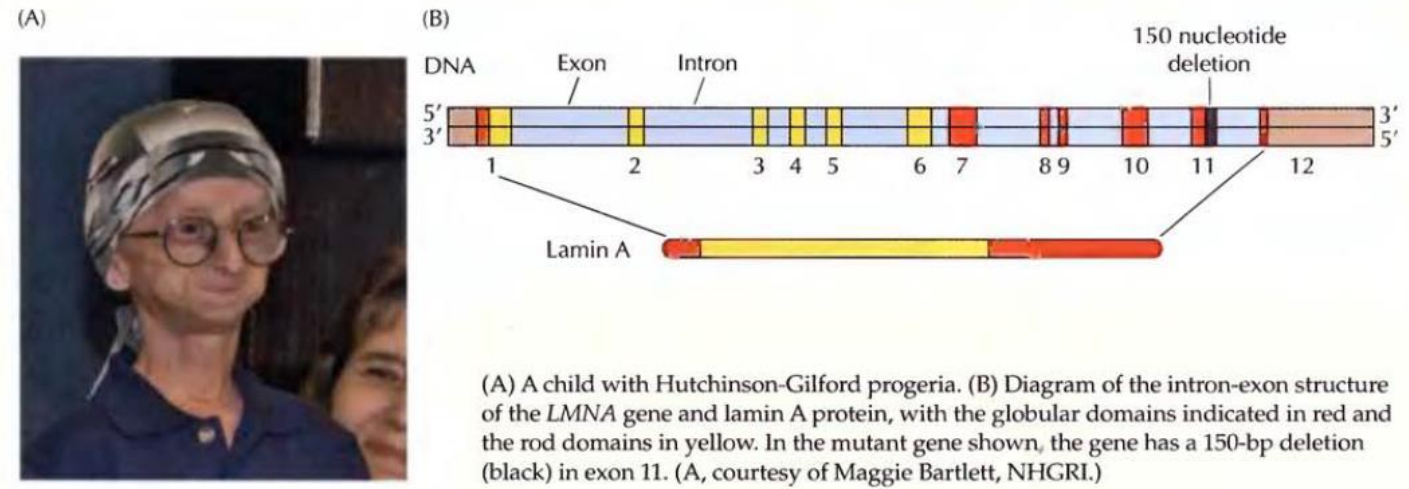 (A)
(B)
150 nucleotide
deletion
DNA
Exon
Intron
5′
3′
3′
5′
1 2 3 4 5 6 7 8 9 10 11 12
Lamin A
(A) A child with Hutchinson-Gilford progeria. (B) Diagram of the intron-exon structure
of the LMNA gene and lamin A protein, with the globular domains indicated in red and
the rod domains in yellow. In the mutant gene shown, the gene has a 150-bp deletion
(black) in exon 11. (A, courtesy of Maggie Bartlett, NHGRI.)